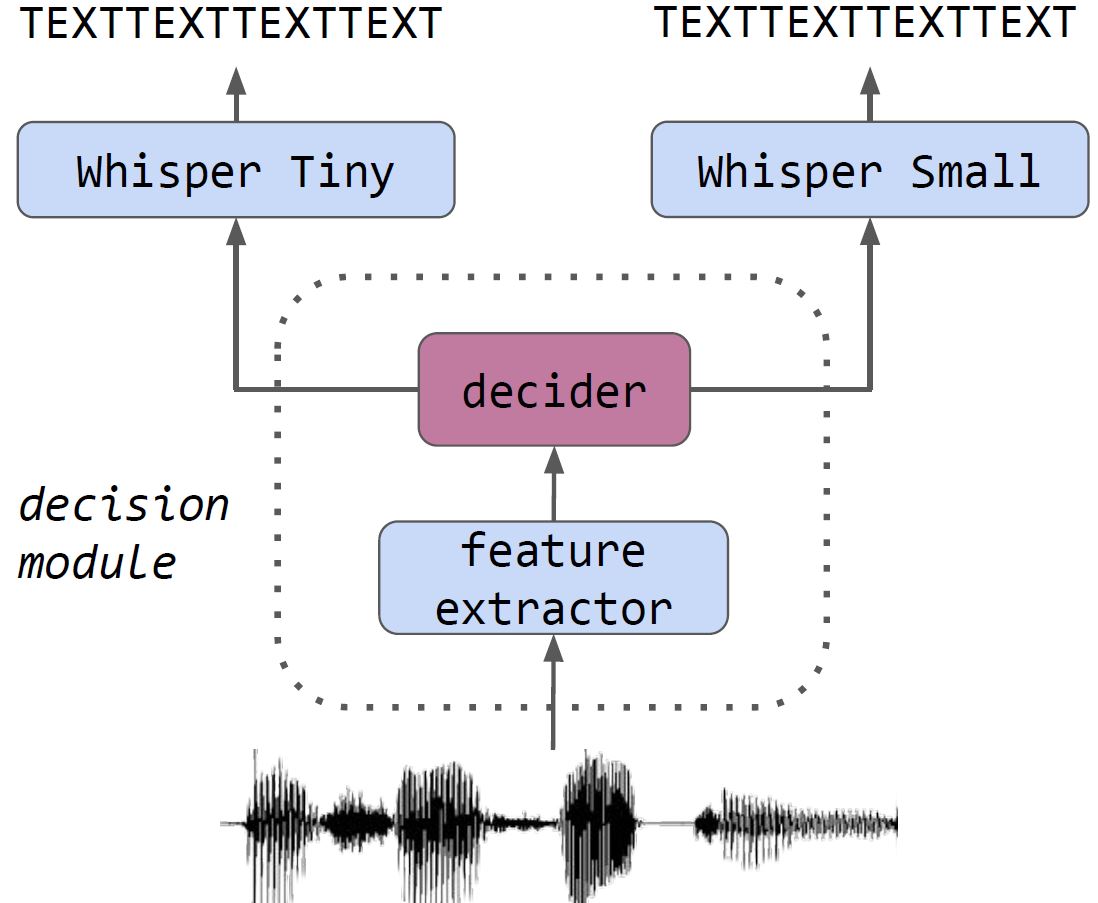 TEXTTEXTTEXTTEXT
TEXTTEXTTEXTTEXT
Whisper Tiny
Whisper Small
decider
decision
module
feature
extractor